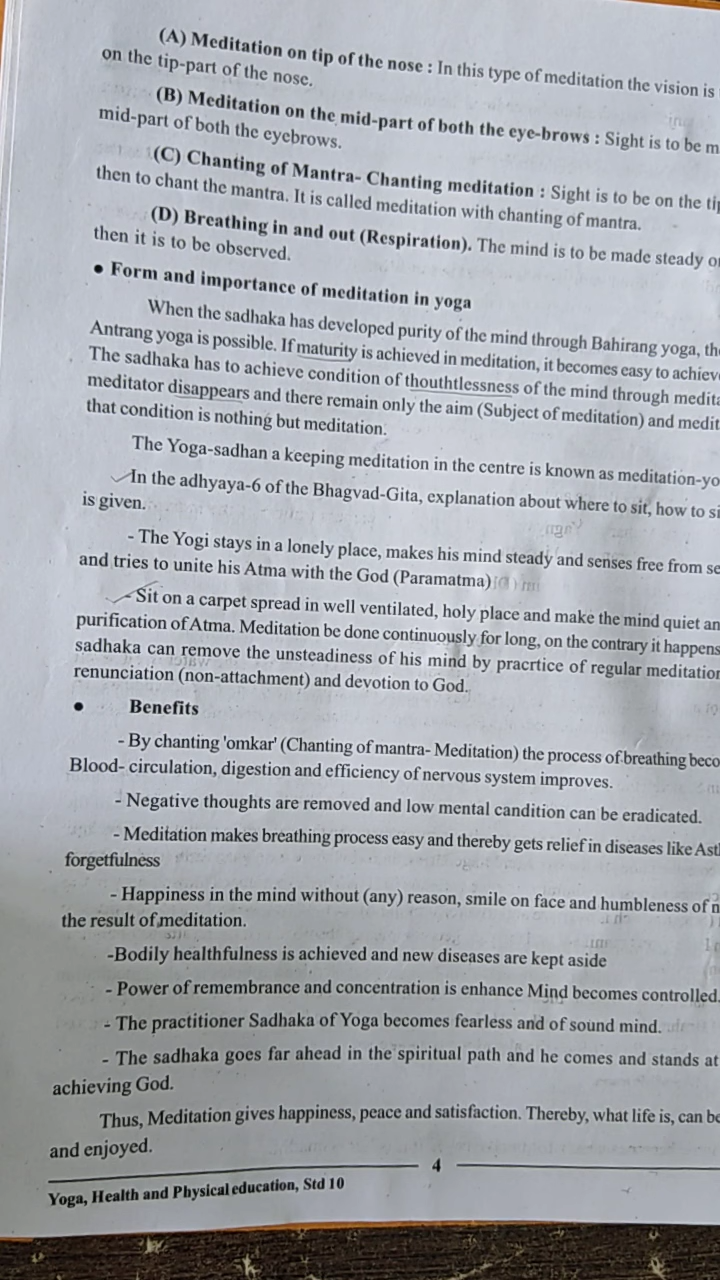 (A) Meditation on tip of the nose : In this type of meditation the vision is
on the tip-part of the nose.
(B) Meditation on the mid-part of both the eye-brows : Sight is to be
mid-part of both the eyebrows.
(C) Chanting of Mantra- Chanting meditation : Sight is to be on the
then to chant the mantra. It is called meditation with chanting of mantra.
(D) Breathing in and out (Respiration). The mind is to be made steady
then it is to be observed.
• Form and importance of meditation in yoga
When the sadhaka has developed purity of the mind through Bahirang yoga,
Antrang yoga is possible. If maturity is achieved in meditation, it becomes easy to
The sadhaka has to achieve condition of thouthtlessness of the mind through
meditator disappears and there remain only the aim (Subject of meditation) and
that condition is nothing but meditation.
The Yoga-sadhan a keeping meditation in the centre is known as
In the adhyaya-6 of the Bhagvad-Gita, explanation about where to sit, how to
is given.
- The Yogi stays in a lonely place, makes his mind steady and senses free from
and tries to unite his Atma with the God (Paramatma)
- Sit on a carpet spread in well ventilated, holy place and make the mind quiet
purification of Atma. Meditation be done continuously for long, on the contrary it happens
sadhaka can remove the unsteadiness of his mind by pracrtice of regular
renunciation (non-attachment) and devotion to God.
• Benefits
- By chanting 'omkar' (Chanting of mantra- Meditation) the process of breathing
Blood- circulation, digestion and efficiency of nervous system improves.
- Negative thoughts are removed and low mental candition can be eradicated.
- Meditation makes breathing process easy and thereby gets relief in diseases like
forgetfulness
- Happiness in the mind without (any) reason, smile on face and humbleness of
the result of meditation.
-Bodily healthfulness is achieved and new diseases are kept aside
- Power of remembrance and concentration is enhance Mind becomes controlled.
- The practitioner Sadhaka of Yoga becomes fearless and of sound mind.
- The sadhaka goes far ahead in the spiritual path and he comes and stands at
achieving God.
Thus, Meditation gives happiness, peace and satisfaction. Thereby, what life is, can
and enjoyed.
4
Yoga, Health and Physical education, Std 10